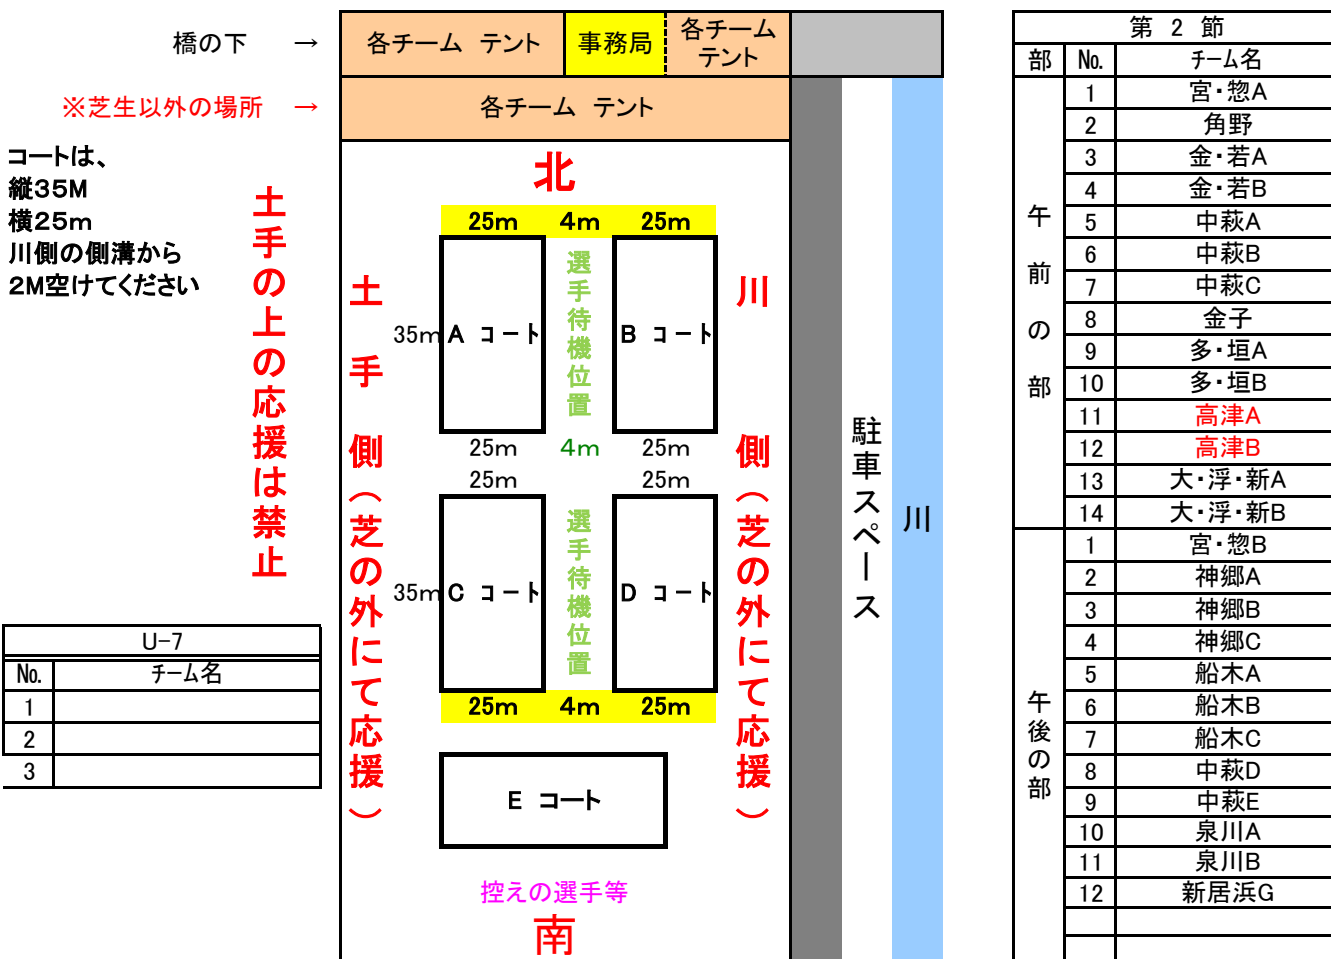 橋の下 →
各チーム テント
事務局
各チーム
テント
※芝生以外の場所 →
各チーム テント
コートは、
縦35M
横25m
川側の側溝から
2M空けてください
土手の上の応援は禁止
北
25m 4m 25m
土手側（芝の外にて応援）
川側（芝の外にて応援）
35m
A コート
選手待機位置
B コート
25m 4m 25m
25m 25m
35m
C コート
選手待機位置
D コート
25m 4m 25m
E コート
控えの選手等
南
駐車スペース
川
U-7
No. チーム名
1
2
3
第 2 節
部 No. チーム名
午前の部
1 宮・惣A
2 角野
3 金・若A
4 金・若B
5 中萩A
6 中萩B
7 中萩C
8 金子
9 多・垣A
10 多・垣B
11 高津A
12 高津B
13 大・浮・新A
14 大・浮・新B
午後の部
1 宮・惣B
2 神郷A
3 神郷B
4 神郷C
5 船木A
6 船木B
7 船木C
8 中萩D
9 中萩E
10 泉川A
11 泉川B
12 新居浜G